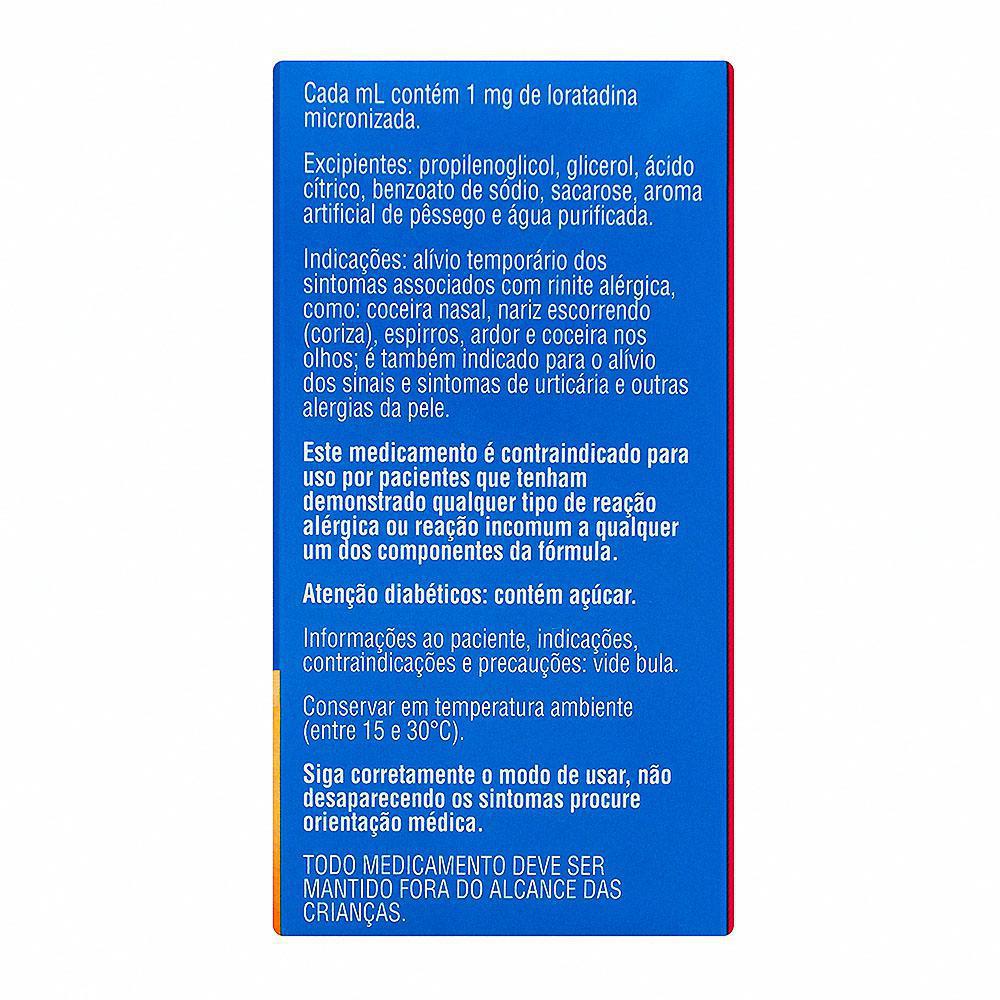 Cada mL contém 1 mg de loratadina
micronizada.
Excipientes: propilenoglicol, glicerol, ácido
cítrico, benzoato de sódio, sacarose, aroma
artificial de pêssego e água purificada.
Indicações: alívio temporário dos
sintomas associados com rinite alérgica,
como: coceira nasal, nariz escorrendo
(coriza), espirros, ardor e coceira nos
olhos; é também indicado para o alívio
dos sinais e sintomas de urticária e outras
alergias da pele.
Este medicamento é contraindicado para
uso por pacientes que tenham
demonstrado qualquer tipo de reação
alérgica ou reação incomum a qualquer
um dos componentes da fórmula.
Atenção diabéticos: contém açúcar.
Informações ao paciente, indicações,
contraindicações e precauções: vide bula.
Conservar em temperatura ambiente
(entre 15 e 30°C).
Siga corretamente o modo de usar, não
desaparecendo os sintomas procure
orientação médica.
TODO MEDICAMENTO DEVE SER
MANTIDO FORA DO ALCANCE DAS
CRIANÇAS.